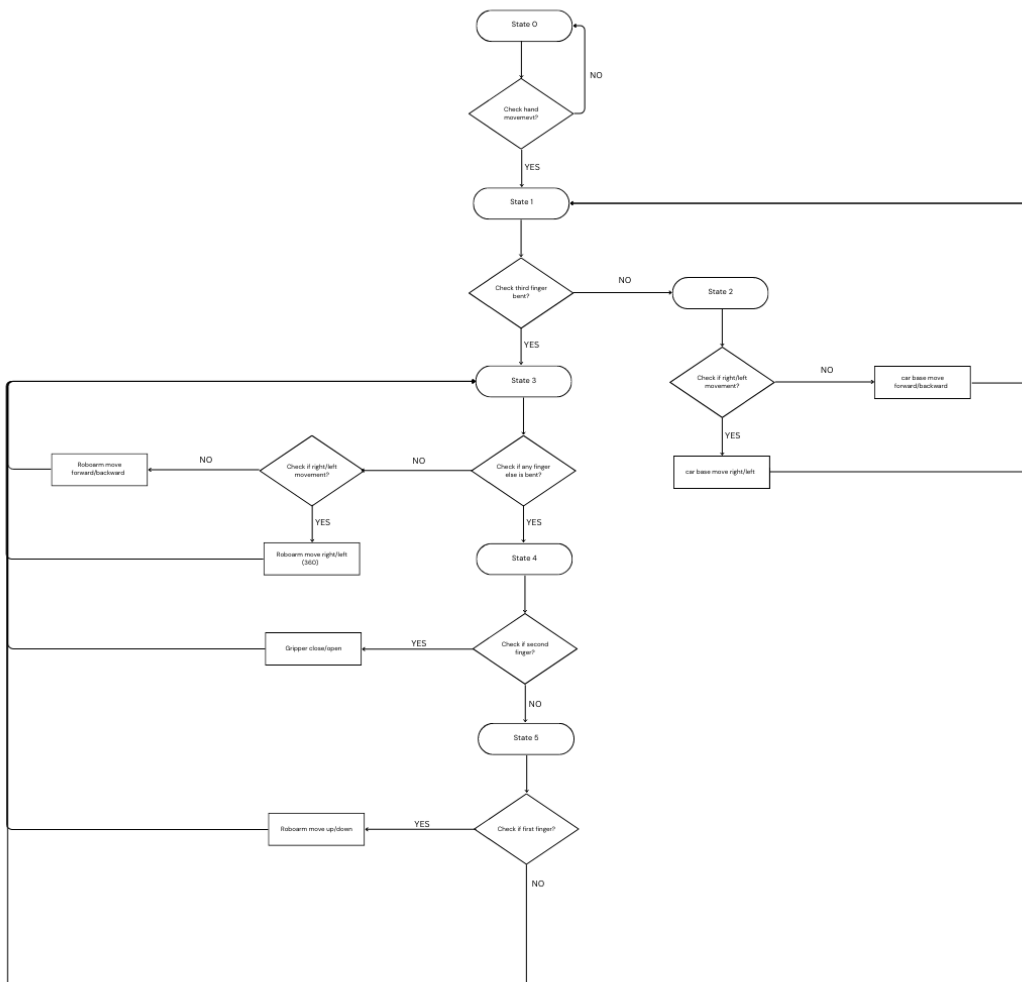 State 0
NO
Check hand
movement?
YES
State 1
Check third finger
bent?
NO
State 2
YES
State 3
Check if right/left
movement?
NO
car base move
forward/backward
YES
car base move right/left
Check if any finger
else is bent?
NO
Check if right/left
movement?
NO
Roboarm move
forward/backward
YES
Roboarm move right/left
(360)
YES
State 4
Check if second
finger?
YES
Gripper close/open
NO
State 5
Check if first finger?
YES
Roboarm move up/down
NO